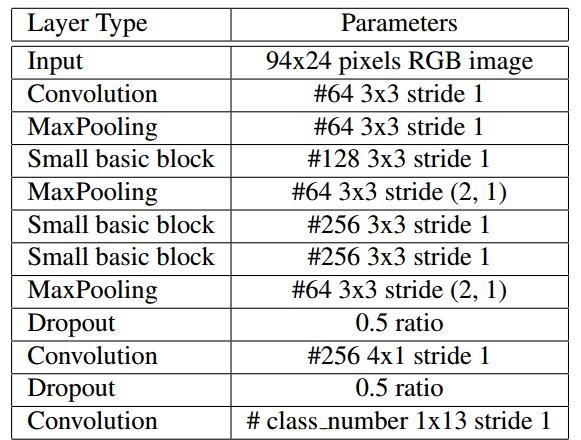 Layer Type Parameters
Input 94x24 pixels RGB image
Convolution #64 3x3 stride 1
MaxPooling #64 3x3 stride 1
Small basic block #128 3x3 stride 1
MaxPooling #64 3x3 stride (2, 1)
Small basic block #256 3x3 stride 1
Small basic block #256 3x3 stride 1
MaxPooling #64 3x3 stride (2, 1)
Dropout 0.5 ratio
Convolution #256 4x1 stride 1
Dropout 0.5 ratio
Convolution # class_number 1x13 stride 1